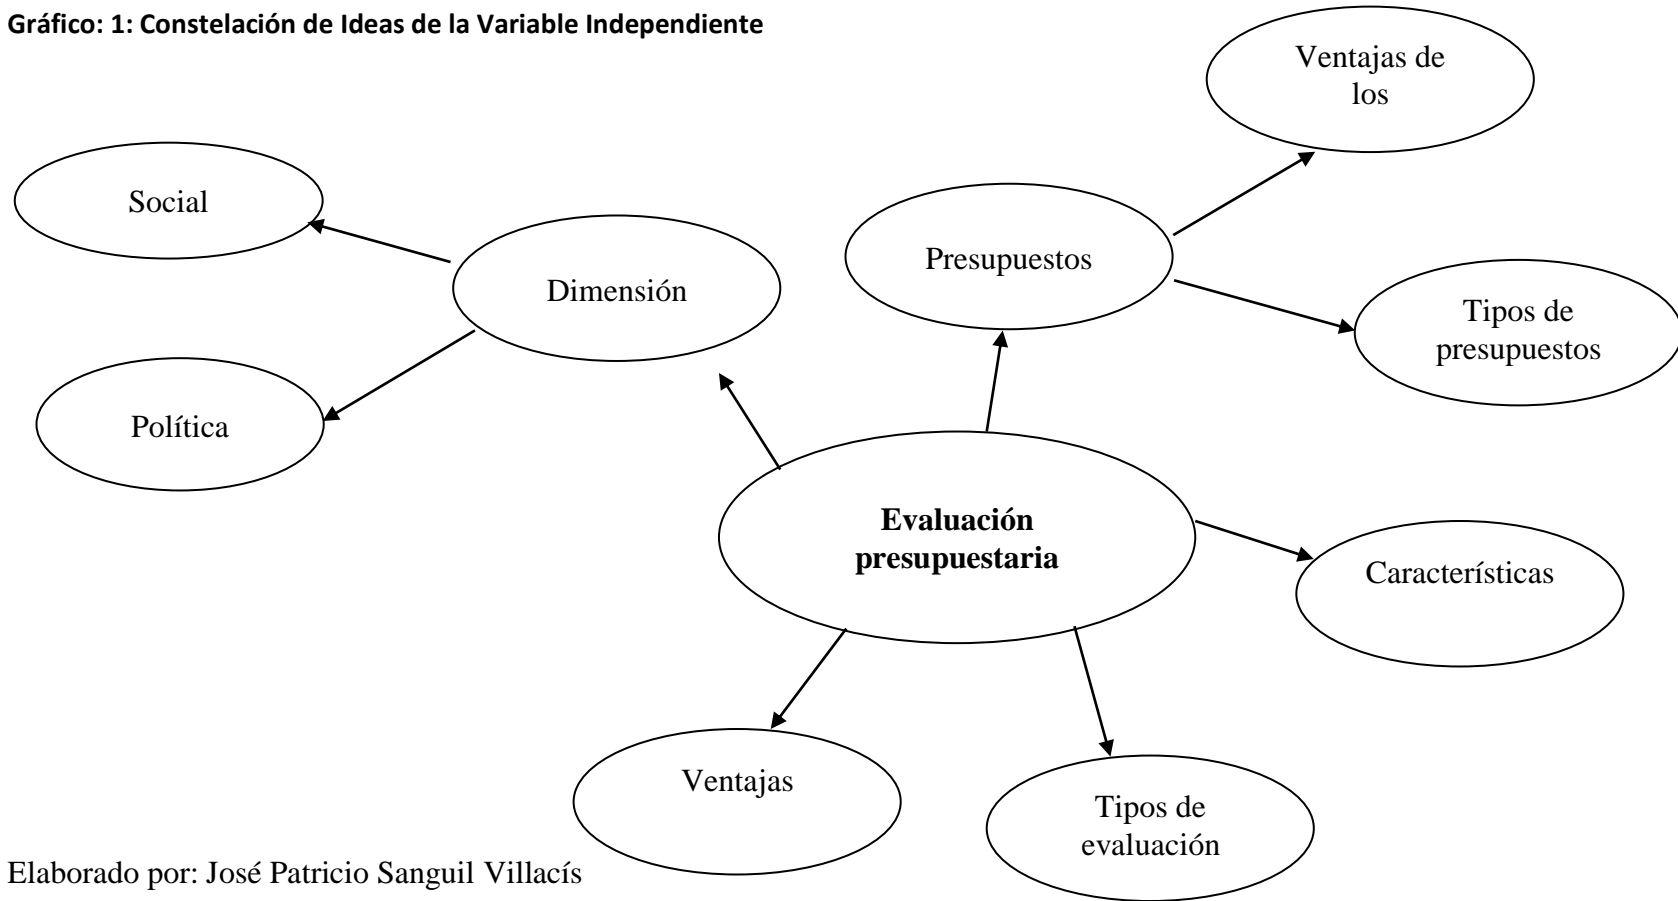 Gráfico: 1: Constelación de Ideas de la Variable Independiente
Ventajas de
los
Social
Presupuestos
Dimensión
Tipos de
presupuestos
Política
Evaluación
presupuestaria
Características
Ventajas
Tipos de
evaluación
Elaborado por: José Patricio Sanguil Villacís